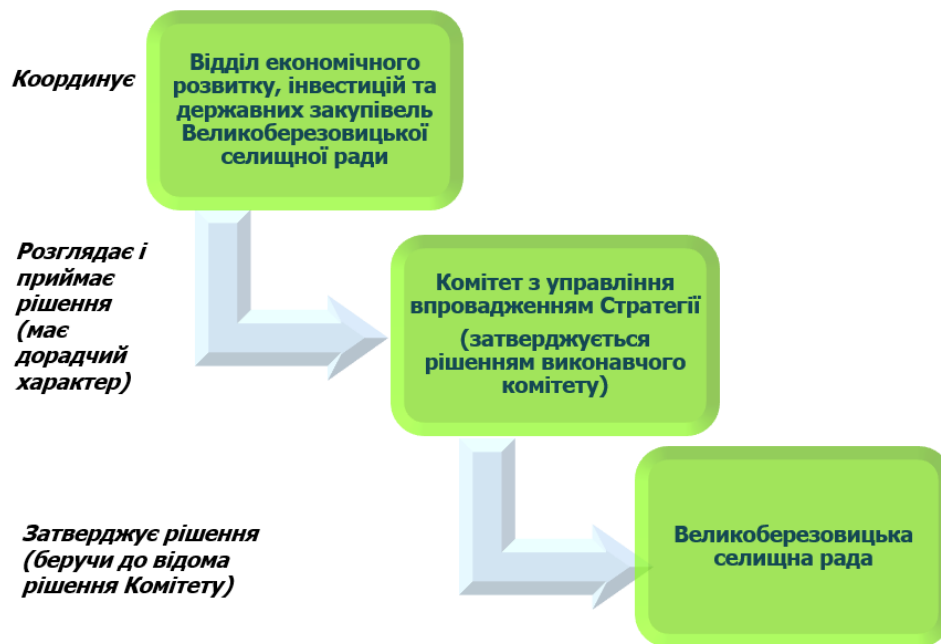 Координує
Відділ економічного
розвитку, інвестицій та
державних закупівель
Великоберезовицької
селищної ради
Розглядає і
приймає
рішення
(має
дорадчий
характер)
Комітет з управління
впровадженням Стратегії
(затверджується
рішенням виконавчого
комітету)
Затверджує рішення
(беручи до відома
рішення Комітету)
Великоберезовицька
селищна рада